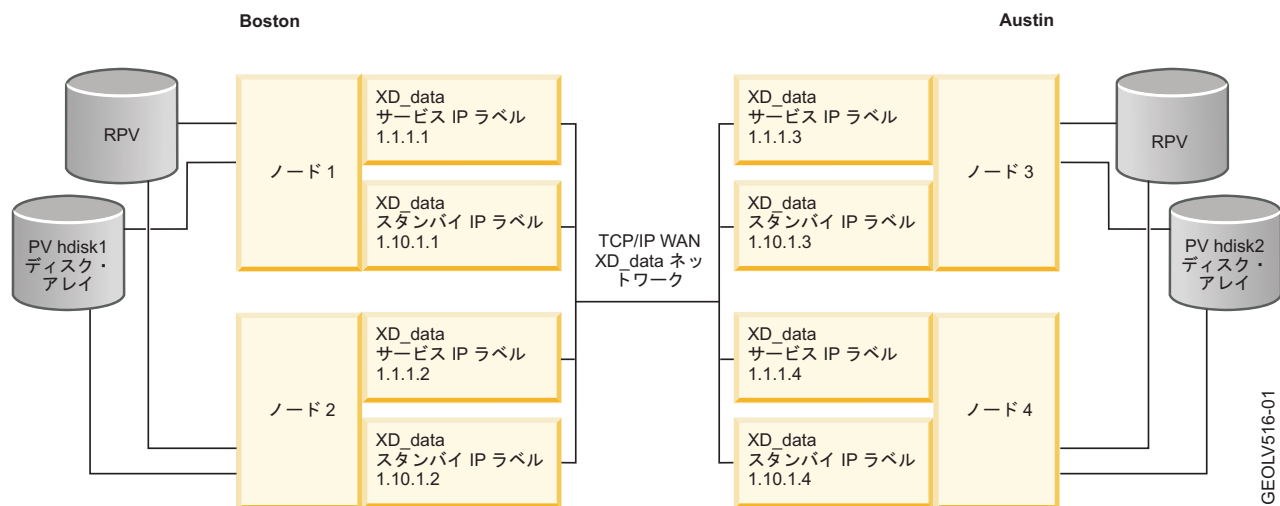 Boston
Austin
RPV
PV hdisk1
ディスク・
アレイ
ノード 1
XD_data
サービス IP ラベル
1.1.1.1
XD_data
スタンバイ IP ラベル
1.10.1.1
ノード 2
XD_data
サービス IP ラベル
1.1.1.2
XD_data
スタンバイ IP ラベル
1.10.1.2
TCP/IP WAN
XD_data ネッ
トワーク
XD_data
サービス IP ラベル
1.1.1.3
XD_data
スタンバイ IP ラベル
1.10.1.3
ノード 3
XD_data
サービス IP ラベル
1.1.1.4
XD_data
スタンバイ IP ラベル
1.10.1.4
ノード 4
RPV
PV hdisk2
ディスク・
アレイ
GEOLV516-01